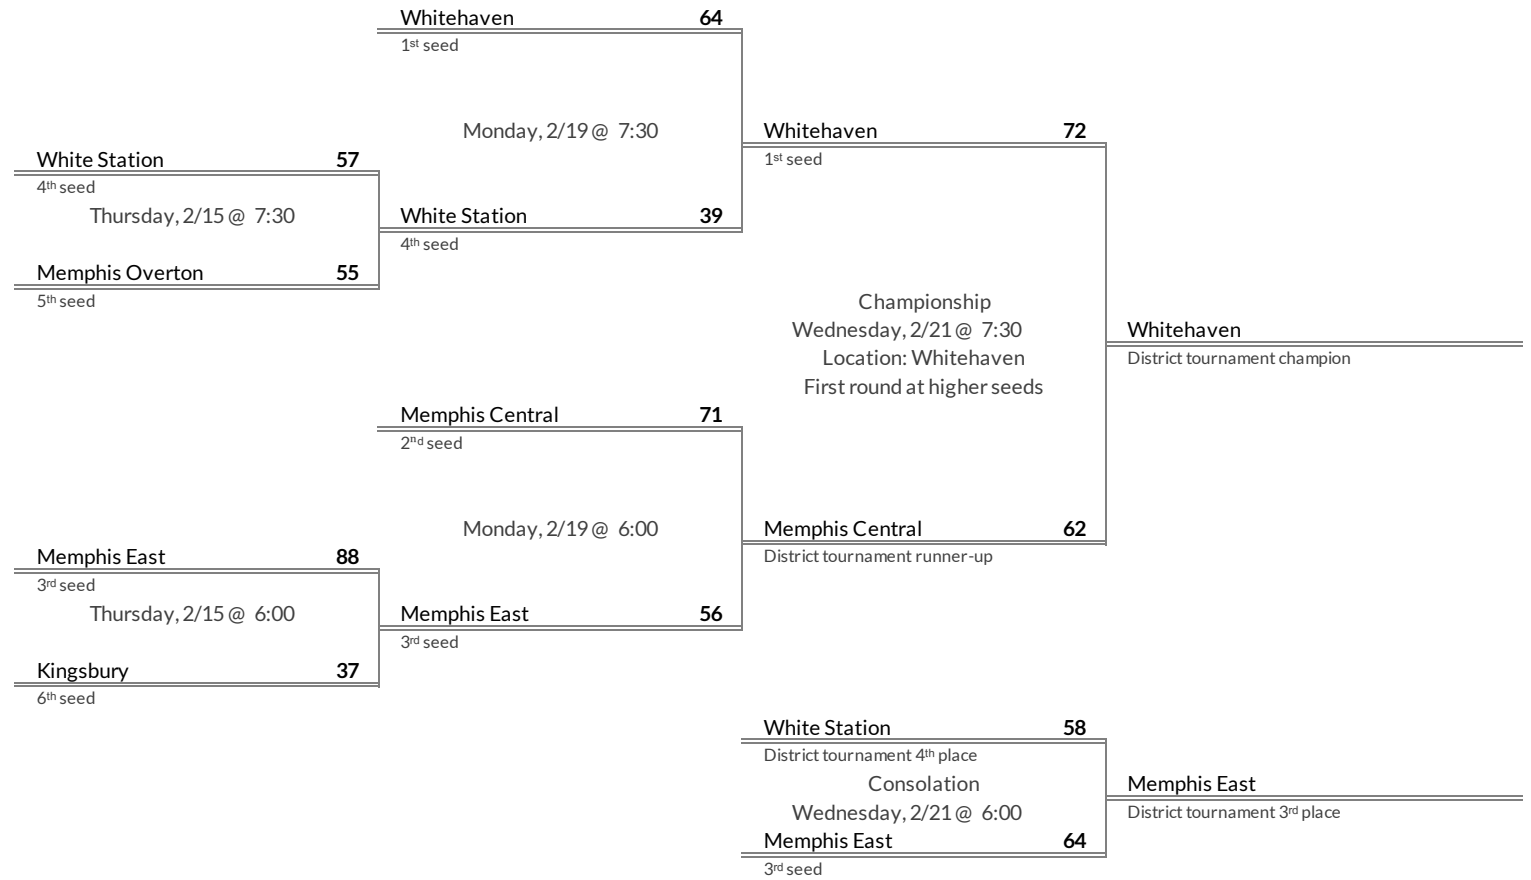 Whitehaven 64
1st seed
Monday, 2/19 @ 7:30
Whitehaven 72
1st seed
White Station 57
4th seed
Thursday, 2/15 @ 7:30
White Station 39
4th seed
Memphis Overton 55
5th seed
Championship
Wednesday, 2/21 @ 7:30
Location: Whitehaven
First round at higher seeds
Whitehaven
District tournament champion
Memphis Central 71
2nd seed
Monday, 2/19 @ 6:00
Memphis Central 62
District tournament runner-up
Memphis East 88
3rd seed
Thursday, 2/15 @ 6:00
Memphis East 56
3rd seed
Kingsbury 37
6th seed
White Station 58
District tournament 4th place
Consolation
Wednesday, 2/21 @ 6:00
Memphis East
District tournament 3rd place
Memphis East 64
3rd seed